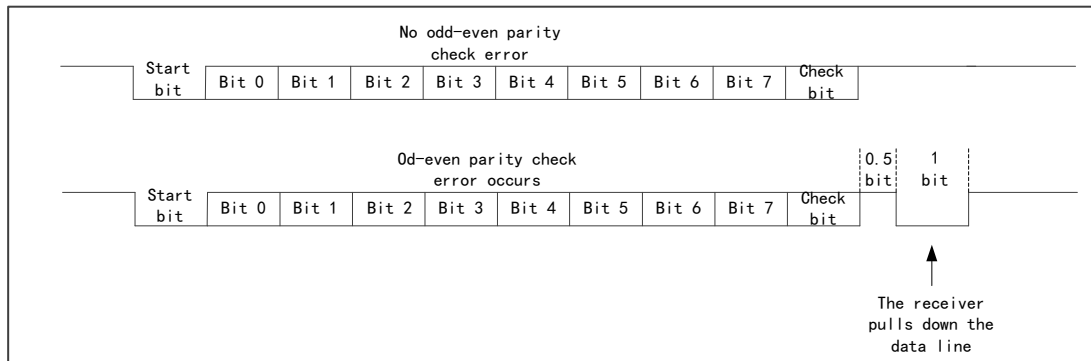 No odd-even parity
check error
Start
bit
Bit 0
Bit 1
Bit 2
Bit 3
Bit 4
Bit 5
Bit 6
Bit 7
Check
bit
Od-even parity check
error occurs
0.5
bit
1
bit
Start
bit
Bit 0
Bit 1
Bit 2
Bit 3
Bit 4
Bit 5
Bit 6
Bit 7
Check
bit
The receiver
pulls down the
data line